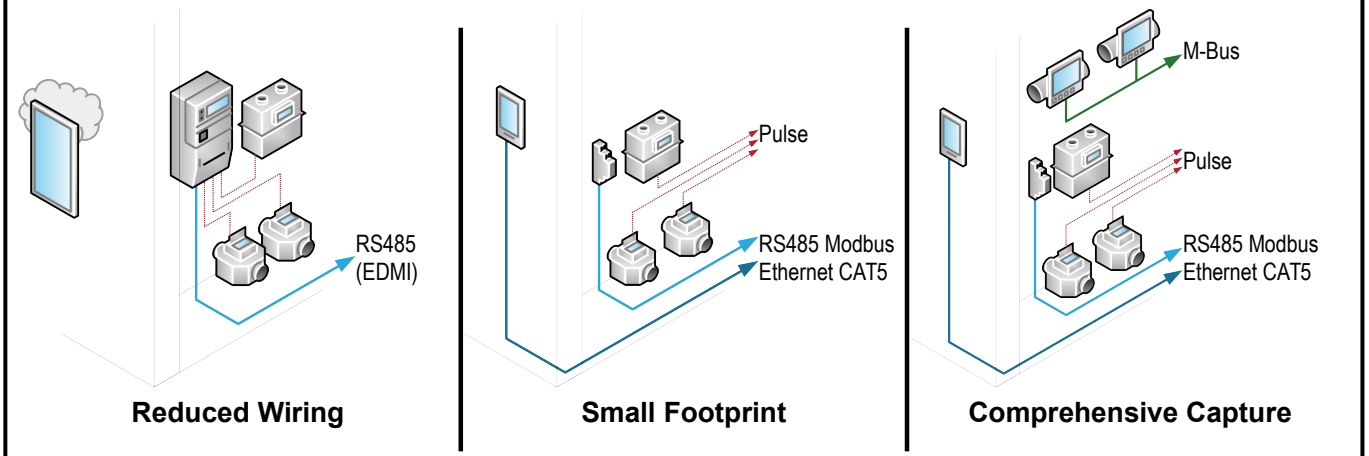 RS485
(EDMI)
Reduced Wiring
Pulse
RS485 Modbus
Ethernet CAT5
Small Footprint
M-Bus
Pulse
RS485 Modbus
Ethernet CAT5
Comprehensive Capture